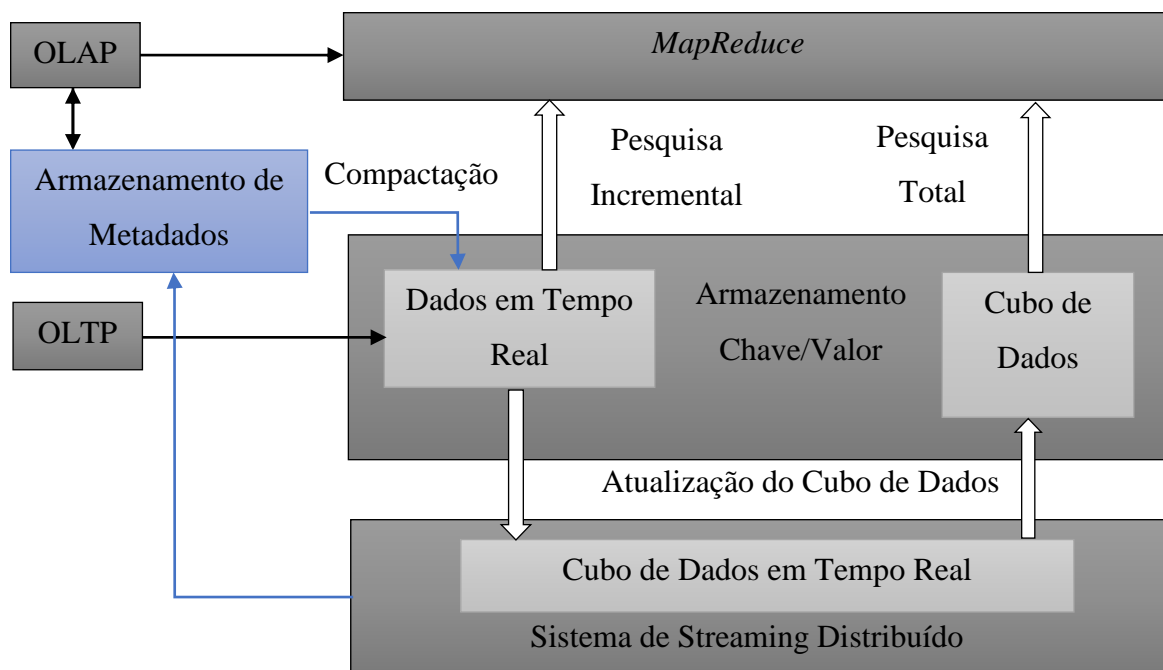 OLAP
MapReduce
Pesquisa
Incremental
Pesquisa
Total
Armazenamento de
Metadados
Compactação
OLTP
Dados em Tempo
Real
Armazenamento
Chave/Valor
Cubo de
Dados
Atualização do Cubo de Dados
Cubo de Dados em Tempo Real
Sistema de Streaming Distribuído